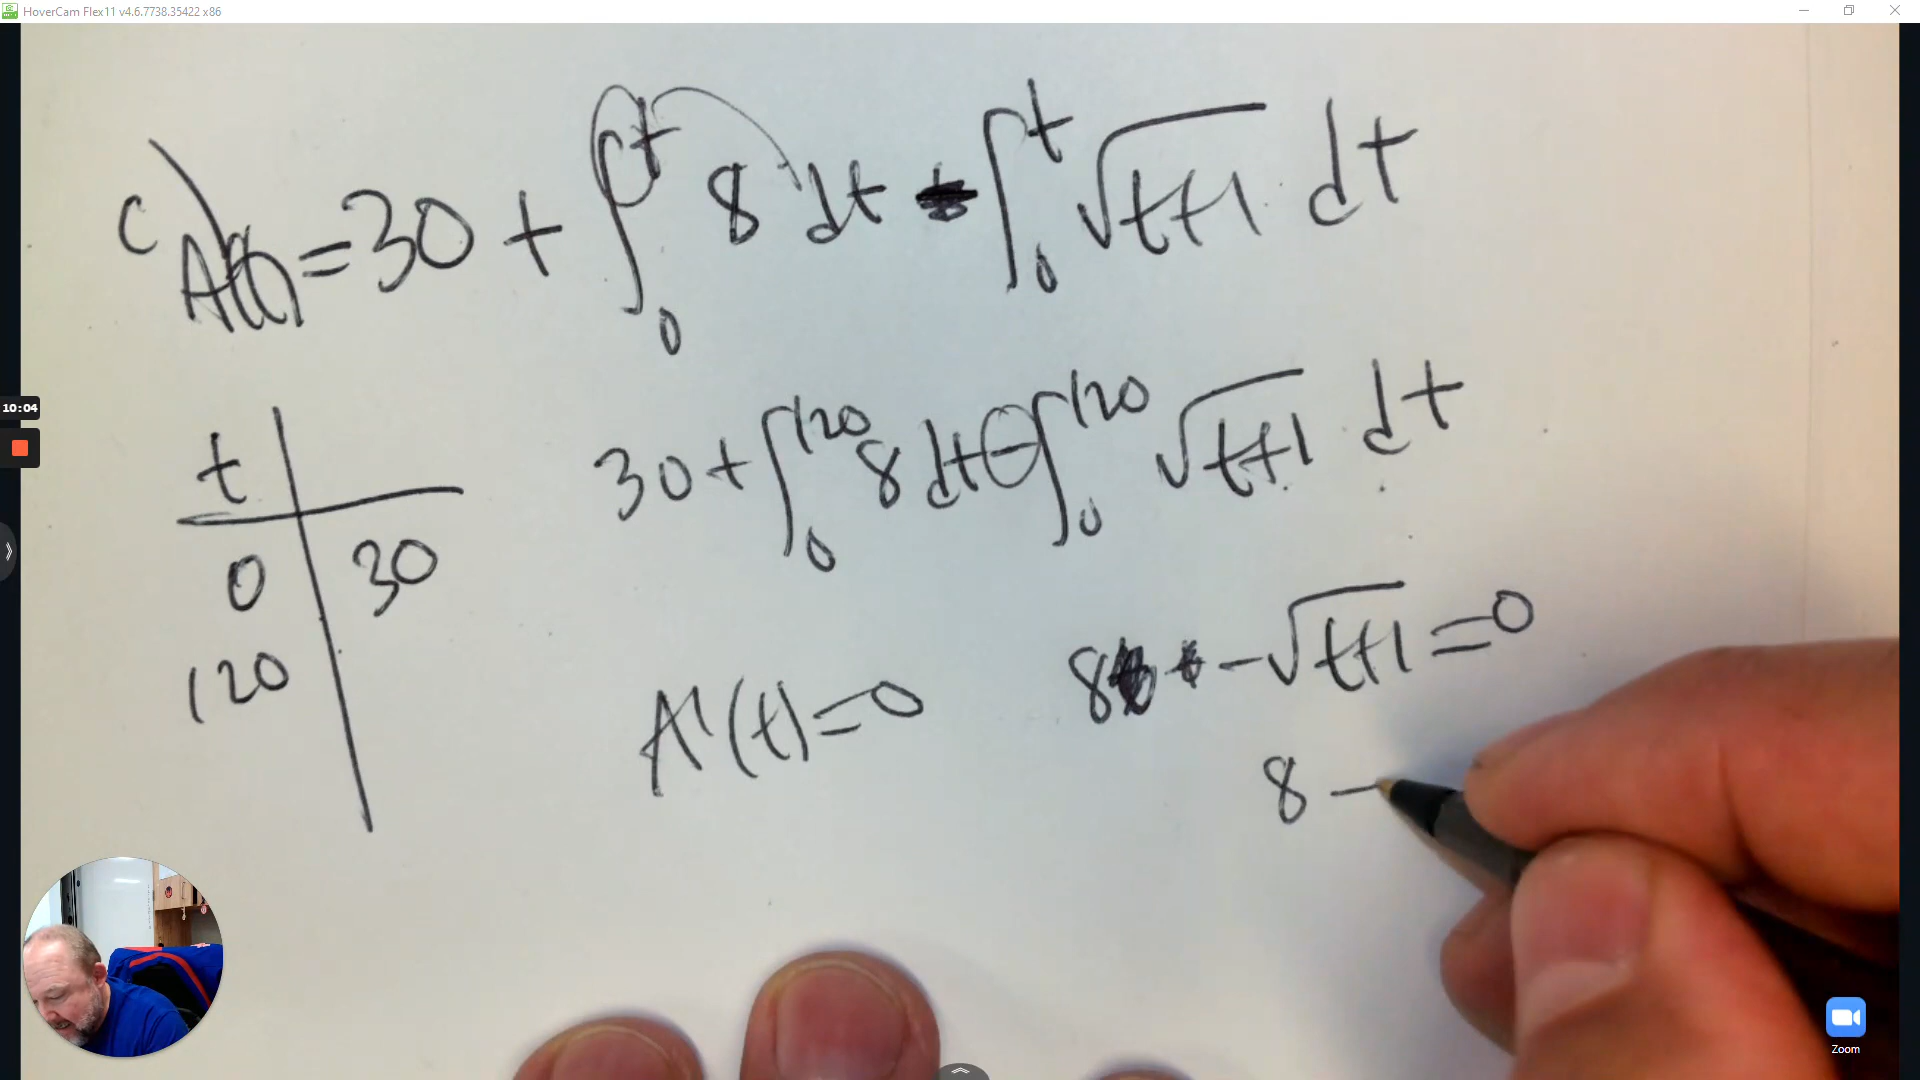 HoverCam Flex11 v4.6.7738.35422 x86
c) A(t) = 30 + ∫₀ᵗ 8 dt - ∫₀ᵗ √(t+1) dt
10:04
t
0 30
120
30 + ∫₀¹²⁰ 8 dt - ∫₀¹²⁰ √(t+1) dt
A'(t) = 0
8 - √(t+1) = 0
8 -
Zoom